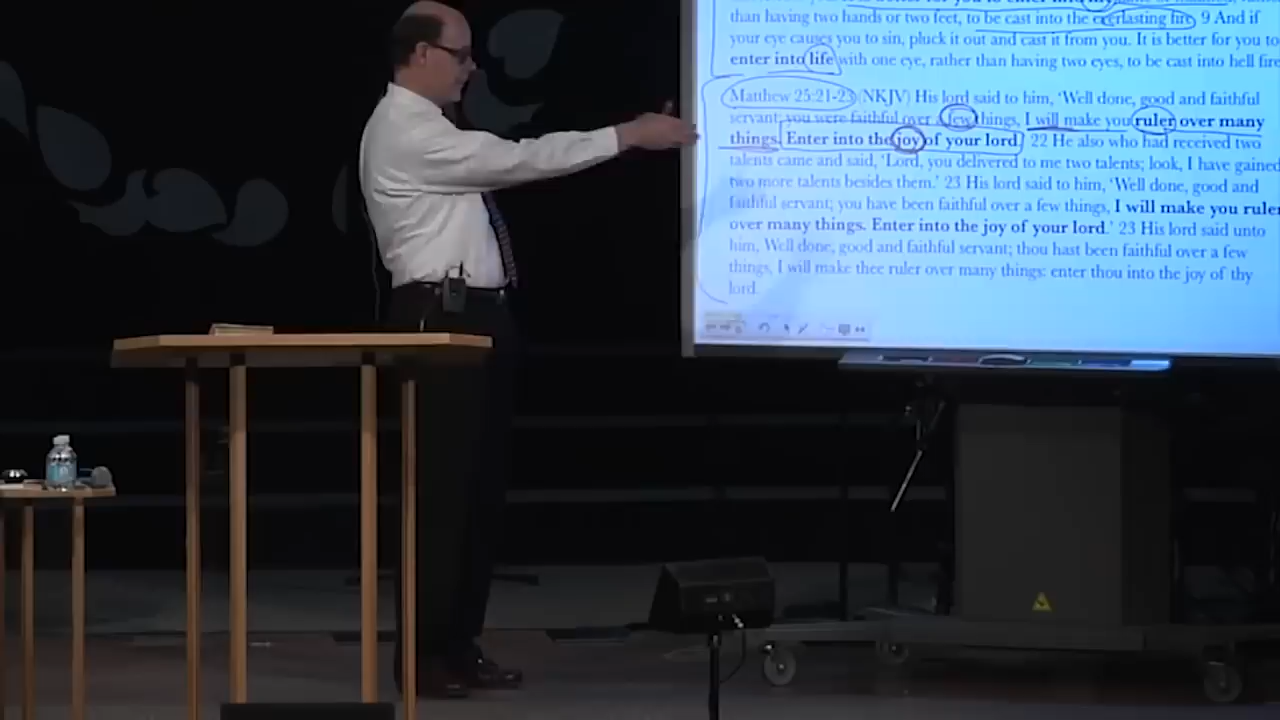 better for you to enter into life
than having two hands or two feet, to be cast into the everlasting fire. 9 And if
your eye causes you to sin, pluck it out and cast it from you. It is better for you to
enter into life with one eye, rather than having two eyes, to be cast into hell fire
Matthew 25:21-23 (NKJV) His lord said to him, ‘Well done, good and faithful
servant; you were faithful over a few things, I will make you ruler over many
things. Enter into the joy of your lord. 22 He also who had received two
talents came and said, ‘Lord, you delivered to me two talents; look, I have gained
two more talents besides them.’ 23 His lord said to him, ‘Well done, good and
faithful servant; you have been faithful over a few things, I will make you ruler
over many things. Enter into the joy of your lord.’ 23 His lord said unto
him, Well done, good and faithful servant; thou hast been faithful over a few
things, I will make thee ruler over many things: enter thou into the joy of thy
lord.